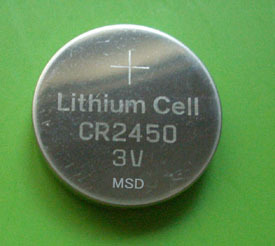 +
Lithium Cell
CR2450
3V
MSD